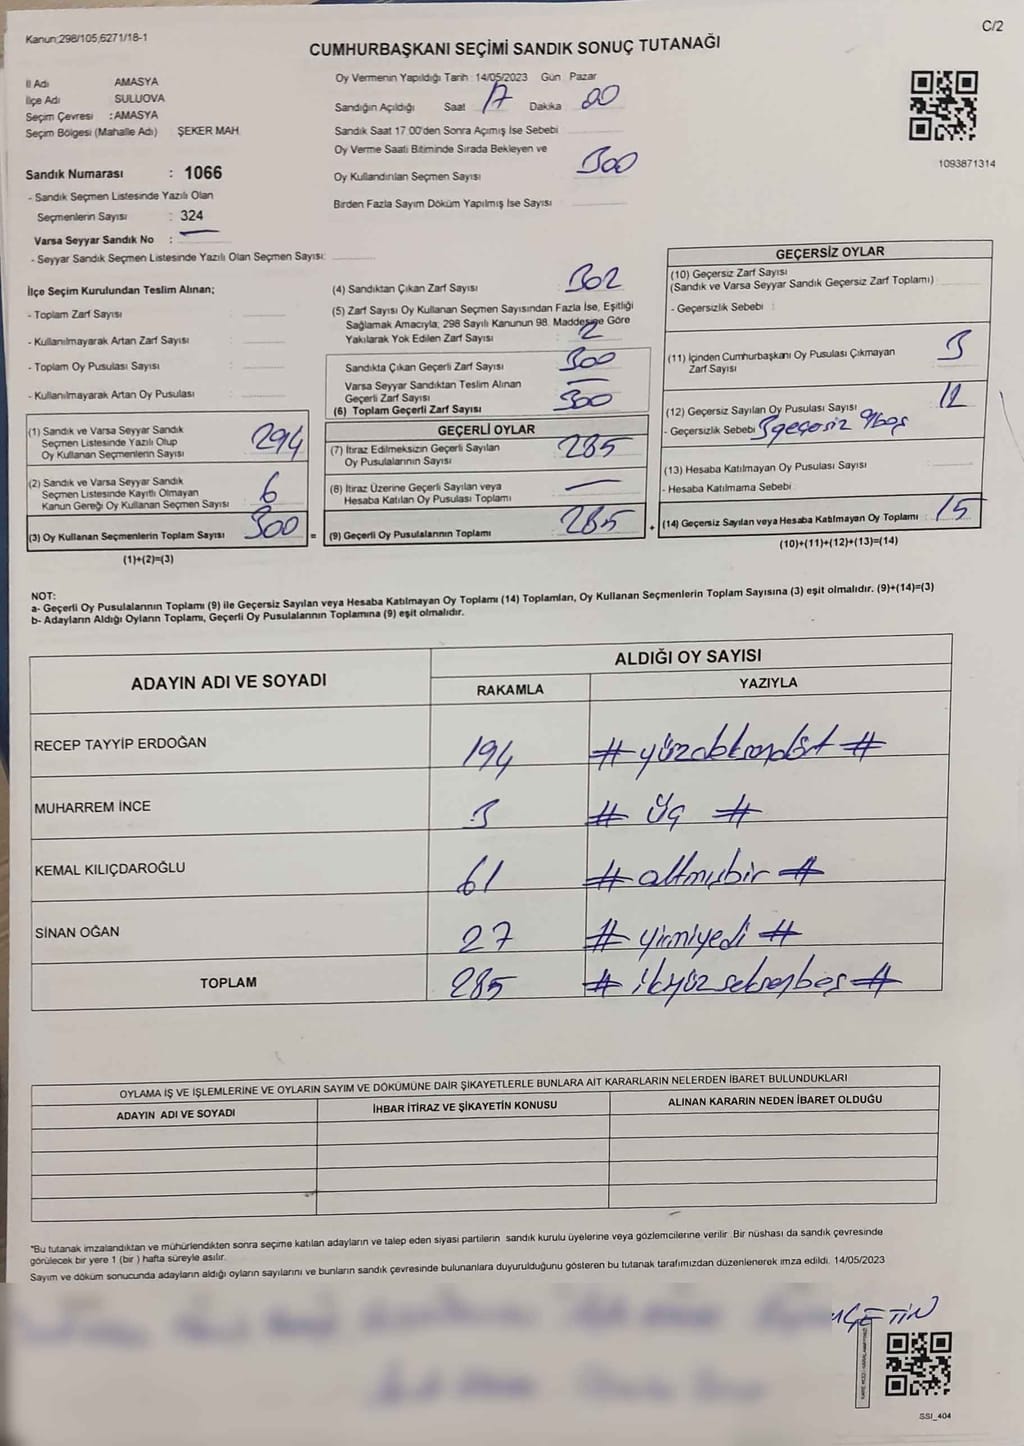 Kanun;298/105,6271/18-1
C/2
CUMHURBAŞKANI SEÇİMİ SANDIK SONUÇ TUTANAĞI
İl Adı AMASYA
İlçe Adı SULUOVA
Seçim Çevresi : AMASYA
Seçim Bölgesi (Mahalle Adı) ŞEKER MAH.
Sandık Numarası : 1066
- Sandık Seçmen Listesinde Yazılı Olan
Seçmenlerin Sayısı : 324
Varsa Seyyar Sandık No :
- Seyyar Sandık Seçmen Listesinde Yazılı Olan Seçmen Sayısı:
Oy Vermenin Yapıldığı Tarih : 14/05/2023 Gün Pazar
Sandığın Açıldığı Saat 17 Dakika 00
Sandık Saat 17:00'den Sonra Açımış İse Sebebi
Oy Verme Saati Bitiminde Sırada Bekleyen ve
Oy Kullandırılan Seçmen Sayısı 300
Birden Fazla Sayım Döküm Yapılmış İse Sayısı
1093871314
İlçe Seçim Kurulundan Teslim Alınan;
- Toplam Zarf Sayısı
- Kullanılmayarak Artan Zarf Sayısı
- Toplam Oy Pusulası Sayısı
- Kullanılmayarak Artan Oy Pusulası
(1) Sandık ve Varsa Seyyar Sandık
Seçmen Listesinde Yazılı Olup
Oy Kullanan Seçmenlerin Sayısı 294
(2) Sandık ve Varsa Seyyar Sandık
Seçmen Listesinde Kayıtlı Olmayan
Kanun Gereği Oy Kullanan Seçmen Sayısı 6
(3) Oy Kullanan Seçmenlerin Toplam Sayısı 300 =
(1)+(2)=(3)
(4) Sandıktan Çıkan Zarf Sayısı 302
(5) Zarf Sayısı Oy Kullanan Seçmen Sayısından Fazla İse, Eşitliği
Sağlamak Amacıyla; 298 Sayılı Kanunun 98. Maddesine Göre
Yakılarak Yok Edilen Zarf Sayısı 2
Sandıkta Çıkan Geçerli Zarf Sayısı 300
Varsa Seyyar Sandıktan Teslim Alınan
Geçerli Zarf Sayısı —
(6) Toplam Geçerli Zarf Sayısı 300
GEÇERLİ OYLAR
(7) İtiraz Edilmeksizin Geçerli Sayılan
Oy Pusulalarının Sayısı 285
(8) İtiraz Üzerine Geçerli Sayılan veya
Hesaba Katılan Oy Pusulası Toplamı —
(9) Geçerli Oy Pusulalarının Toplamı 285 +
GEÇERSİZ OYLAR
(10) Geçersiz Zarf Sayısı
(Sandık ve Varsa Seyyar Sandık Geçersiz Zarf Toplamı)
- Geçersizlik Sebebi :
(11) İçinden Cumhurbaşkanı Oy Pusulası Çıkmayan
Zarf Sayısı 3
(12) Geçersiz Sayılan Oy Pusulası Sayısı 12
- Geçersizlik Sebebi 3 geçersiz 9 boş
(13) Hesaba Katılmayan Oy Pusulası Sayısı
- Hesaba Katılmama Sebebi
(14) Geçersiz Sayılan veya Hesaba Katılmayan Oy Toplamı 15
(10)+(11)+(12)+(13)=(14)
NOT:
a- Geçerli Oy Pusulalarının Toplamı (9) ile Geçersiz Sayılan veya Hesaba Katılmayan Oy Toplamı (14) Toplamları, Oy Kullanan Seçmenlerin Toplam Sayısına (3) eşit olmalıdır. (9)+(14)=(3)
b- Adayların Aldığı Oyların Toplamı, Geçerli Oy Pusulalarının Toplamına (9) eşit olmalıdır.
ADAYIN ADI VE SOYADI
ALDIĞI OY SAYISI
RAKAMLA YAZIYLA
RECEP TAYYİP ERDOĞAN 194 # yüzdoksandört #
MUHARREM İNCE 3 # üç #
KEMAL KILIÇDAROĞLU 61 # altmışbir #
SİNAN OĞAN 27 # yirmiyedi #
TOPLAM 285 # ikiyüzseksenbeş #
OYLAMA İŞ VE İŞLEMLERİNE VE OYLARIN SAYIM VE DÖKÜMÜNE DAİR ŞİKAYETLERLE BUNLARA AİT KARARLARIN NELERDEN İBARET BULUNDUKLARI
ADAYIN ADI VE SOYADI İHBAR İTİRAZ VE ŞİKAYETİN KONUSU ALINAN KARARIN NEDEN İBARET OLDUĞU
"Bu tutanak imzalandıktan ve mühürlendikten sonra seçime katılan adayların ve talep eden siyasi partilerin sandık kurulu üyelerine veya gözlemcilerine verilir. Bir nüshası da sandık çevresinde
görülecek bir yere 1 (bir ) hafta süreyle asılır.
Sayım ve döküm sonucunda adayların aldığı oyların sayılarını ve bunların sandık çevresinde bulunanlara duyurulduğunu gösteren bu tutanak tarafımızdan düzenlenerek imza edildi. 14/05/2023
ÇETİN
SSI_404